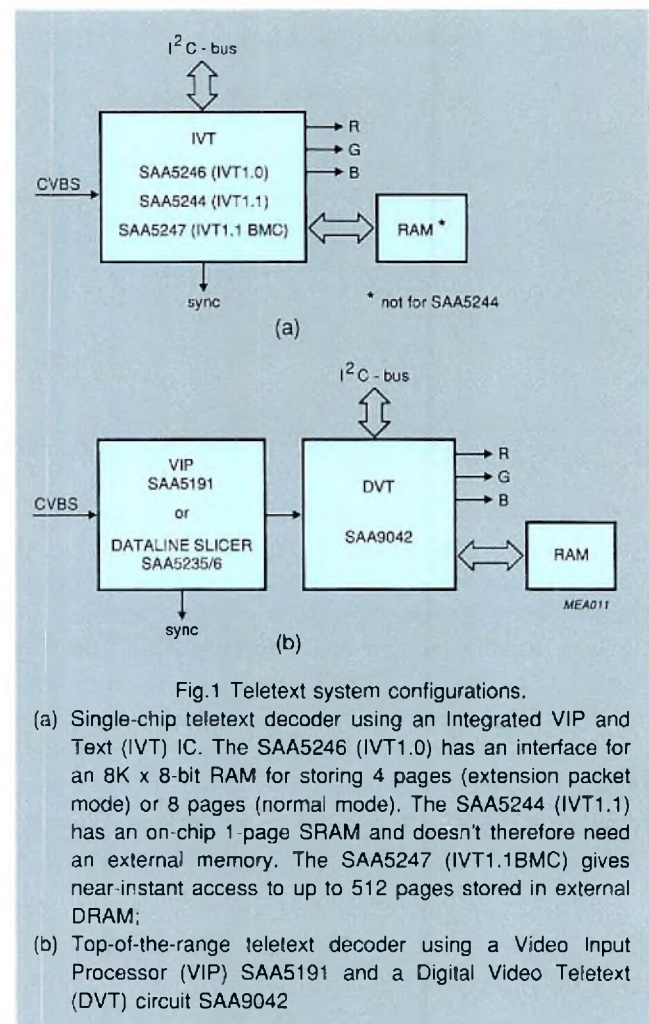 I2C - bus
IVT
SAA5246 (IVT1.0)
SAA5244 (IVT1.1)
SAA5247 (IVT1.1 BMC)
CVBS
R
G
B
RAM *
sync
* not for SAA5244
(a)
I2C - bus
VIP
SAA5191
or
DATALINE SLICER
SAA5235/6
CVBS
DVT
SAA9042
R
G
B
RAM
MEA011
sync
(b)
Fig.1 Teletext system configurations.
(a) Single-chip teletext decoder using an Integrated VIP and
Text (IVT) IC. The SAA5246 (IVT1.0) has an interface for
an 8K x 8-bit RAM for storing 4 pages (extension packet
mode) or 8 pages (normal mode). The SAA5244 (IVT1.1)
has an on-chip 1-page SRAM and doesn't therefore need
an external memory. The SAA5247 (IVT1.1BMC) gives
near-instant access to up to 512 pages stored in external
DRAM;
(b) Top-of-the-range teletext decoder using a Video Input
Processor (VIP) SAA5191 and a Digital Video Teletext
(DVT) circuit SAA9042